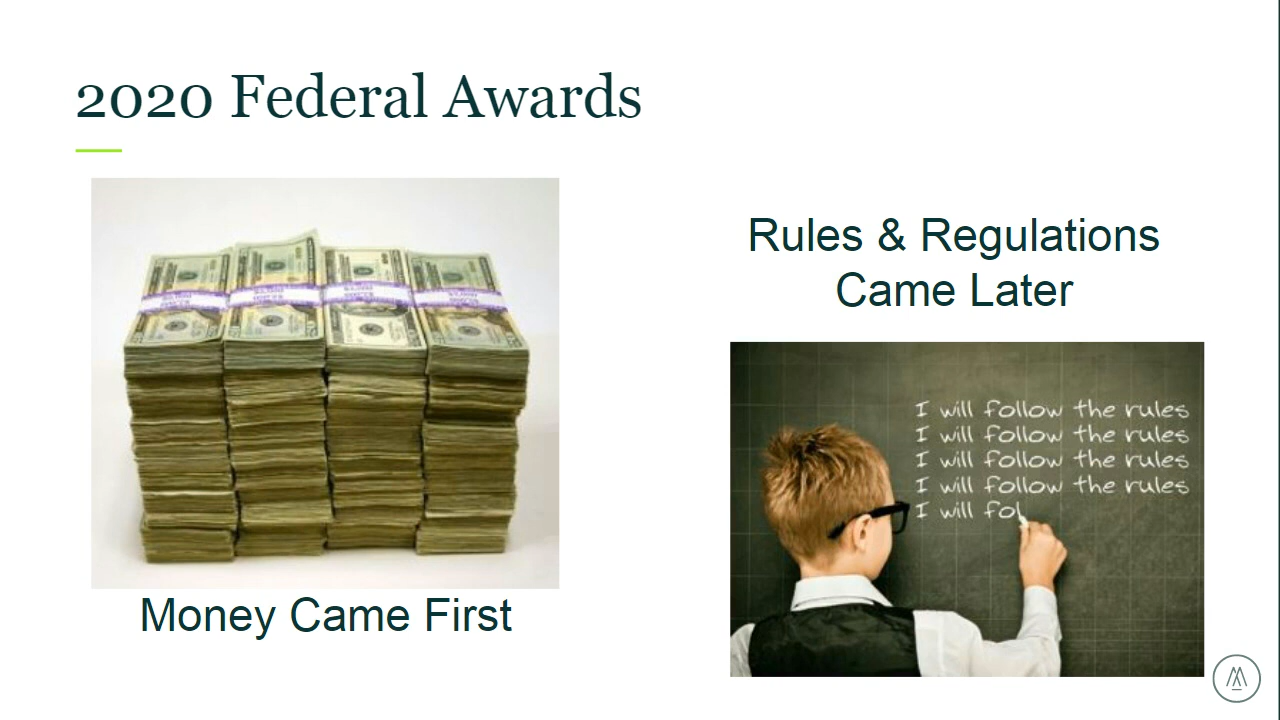 2020 Federal Awards
Money Came First
Rules & Regulations
Came Later
I will follow the rules
I will follow the rules
I will follow the rules
I will follow the rules
I will fol